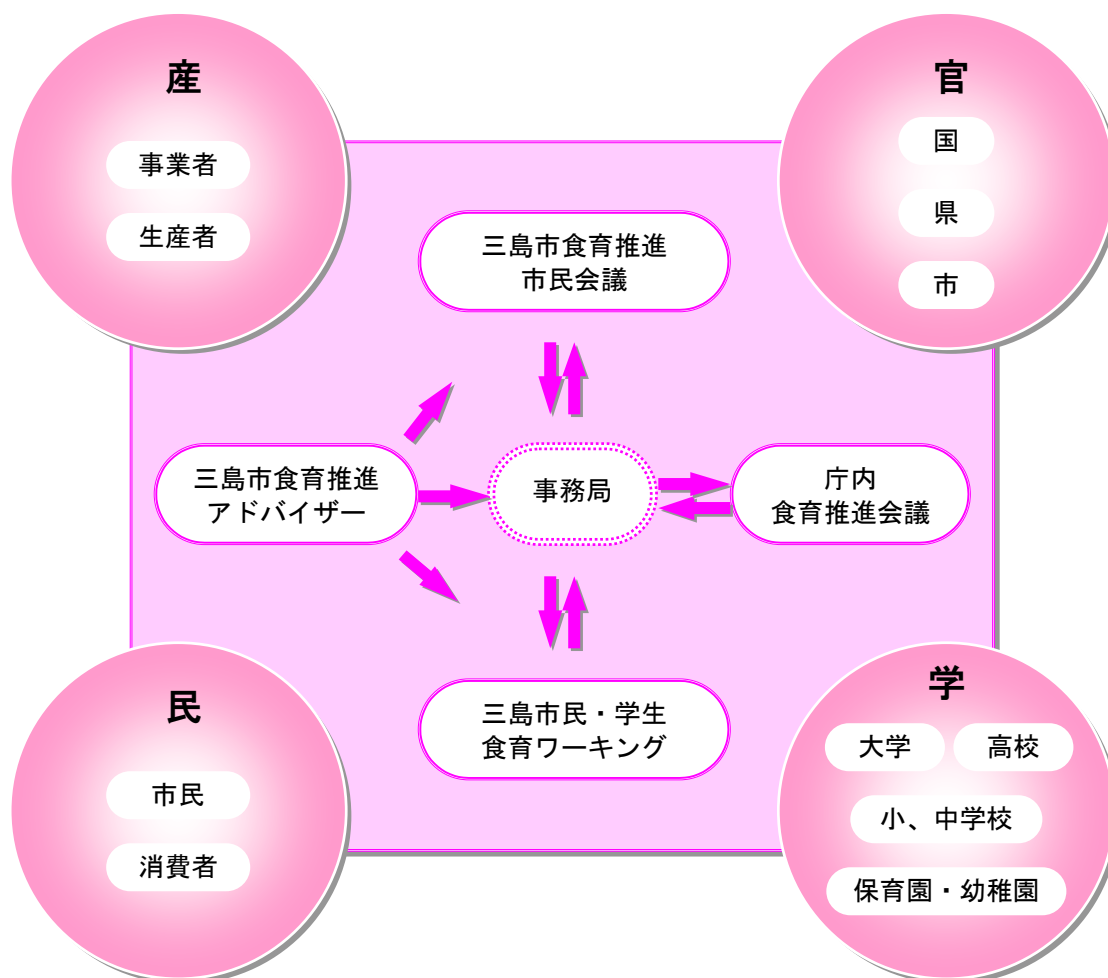 産
事業者
生産者
官
国
県
市
三島市食育推進
市民会議
三島市食育推進
アドバイザー
事務局
庁内
食育推進会議
三島市民・学生
食育ワーキング
民
市民
消費者
学
大学
高校
小、中学校
保育園・幼稚園